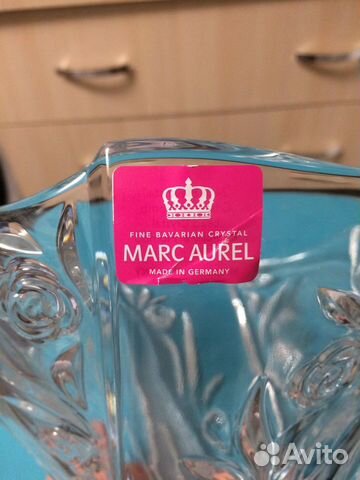 FINE BAVARIAN CRYSTAL
MARC AUREL
MADE IN GERMANY
Avito